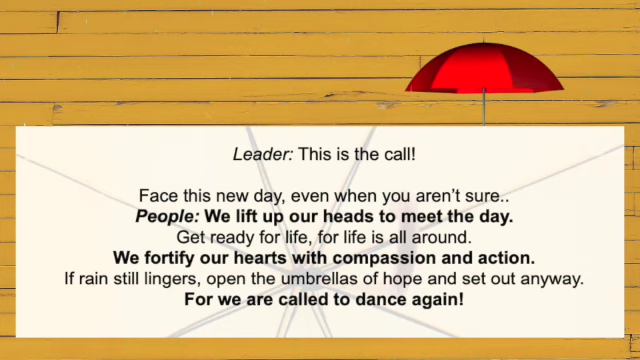 Leader: This is the call!
Face this new day, even when you aren't sure..
People: We lift up our heads to meet the day.
Get ready for life, for life is all around.
We fortify our hearts with compassion and action.
If rain still lingers, open the umbrellas of hope and set out anyway.
For we are called to dance again!